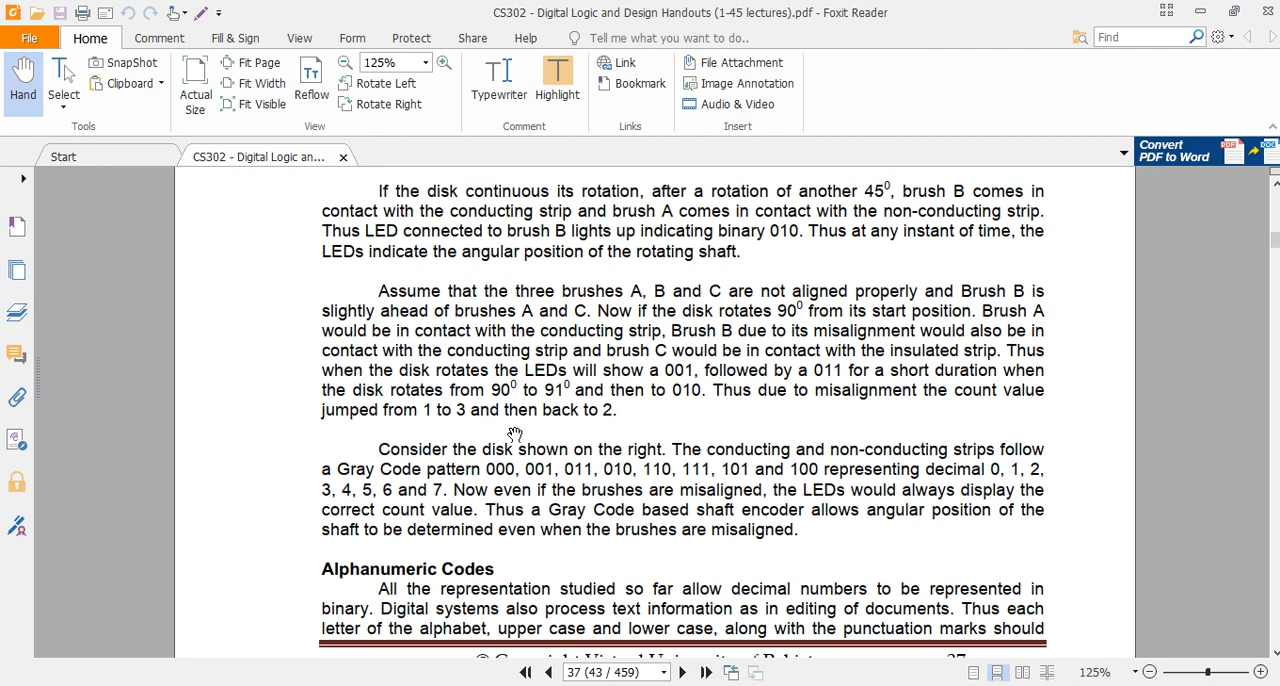 CS302 - Digital Logic and Design Handouts (1-45 lectures).pdf - Foxit Reader
File Home Comment Fill & Sign View Form Protect Share Help Tell me what you want to do.. Find
Hand
Select
SnapShot
Clipboard
Tools
Actual Size
Fit Page
Fit Width
Fit Visible
Reflow
125%
Rotate Left
Rotate Right
View
Typewriter
Highlight
Comment
Link
Bookmark
Links
File Attachment
Image Annotation
Audio & Video
Insert
Start
CS302 - Digital Logic an...
Convert
PDF to Word
PDF DOC
If the disk continuous its rotation, after a rotation of another 45⁰, brush B comes in
contact with the conducting strip and brush A comes in contact with the non-conducting strip.
Thus LED connected to brush B lights up indicating binary 010. Thus at any instant of time, the
LEDs indicate the angular position of the rotating shaft.
Assume that the three brushes A, B and C are not aligned properly and Brush B is
slightly ahead of brushes A and C. Now if the disk rotates 90⁰ from its start position. Brush A
would be in contact with the conducting strip, Brush B due to its misalignment would also be in
contact with the conducting strip and brush C would be in contact with the insulated strip. Thus
when the disk rotates the LEDs will show a 001, followed by a 011 for a short duration when
the disk rotates from 90⁰ to 91⁰ and then to 010. Thus due to misalignment the count value
jumped from 1 to 3 and then back to 2.
Consider the disk shown on the right. The conducting and non-conducting strips follow
a Gray Code pattern 000, 001, 011, 010, 110, 111, 101 and 100 representing decimal 0, 1, 2,
3, 4, 5, 6 and 7. Now even if the brushes are misaligned, the LEDs would always display the
correct count value. Thus a Gray Code based shaft encoder allows angular position of the
shaft to be determined even when the brushes are misaligned.
Alphanumeric Codes
All the representation studied so far allow decimal numbers to be represented in
binary. Digital systems also process text information as in editing of documents. Thus each
letter of the alphabet, upper case and lower case, along with the punctuation marks should
37 (43 / 459)
125%